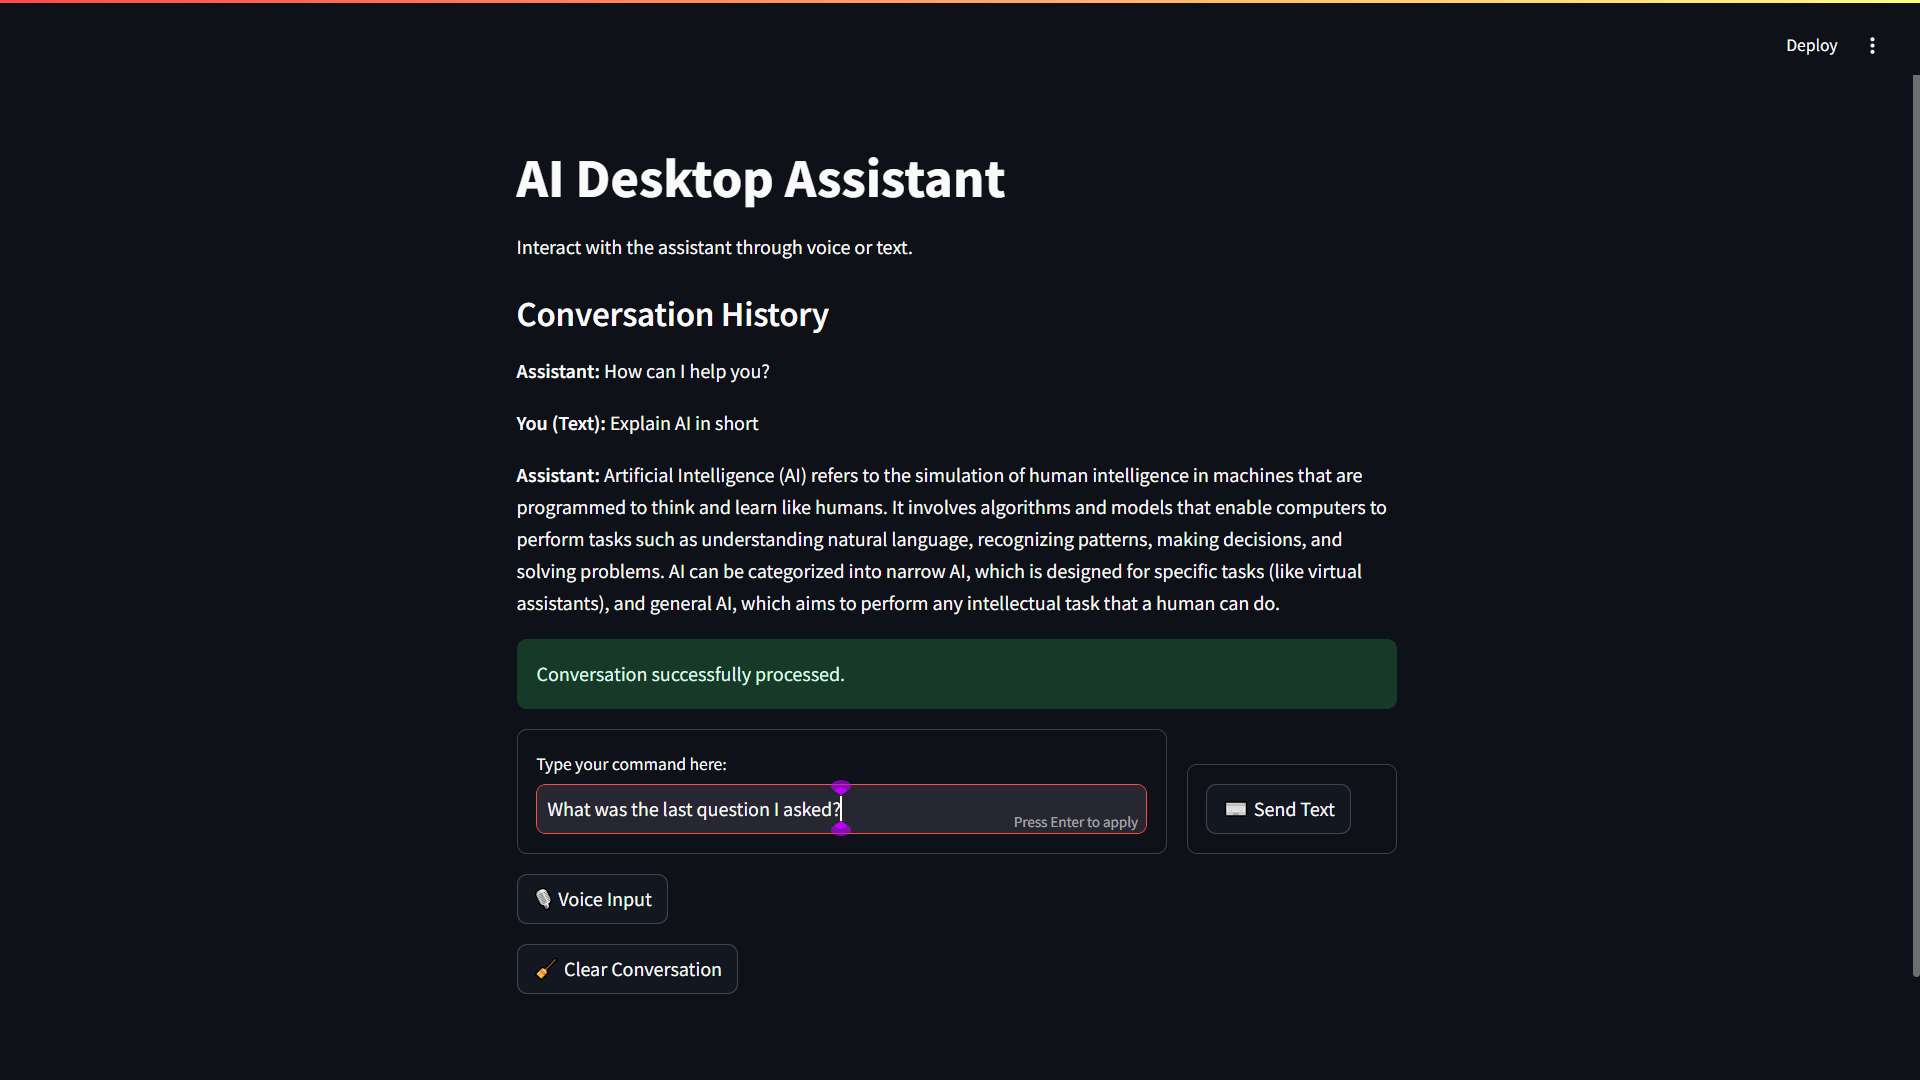 Deploy
AI Desktop Assistant
Interact with the assistant through voice or text.
Conversation History
Assistant: How can I help you?
You (Text): Explain AI in short
Assistant: Artificial Intelligence (AI) refers to the simulation of human intelligence in machines that are
programmed to think and learn like humans. It involves algorithms and models that enable computers to
perform tasks such as understanding natural language, recognizing patterns, making decisions, and
solving problems. AI can be categorized into narrow AI, which is designed for specific tasks (like virtual
assistants), and general AI, which aims to perform any intellectual task that a human can do.
Conversation successfully processed.
Type your command here:
What was the last question I asked?
Press Enter to apply
Send Text
Voice Input
Clear Conversation